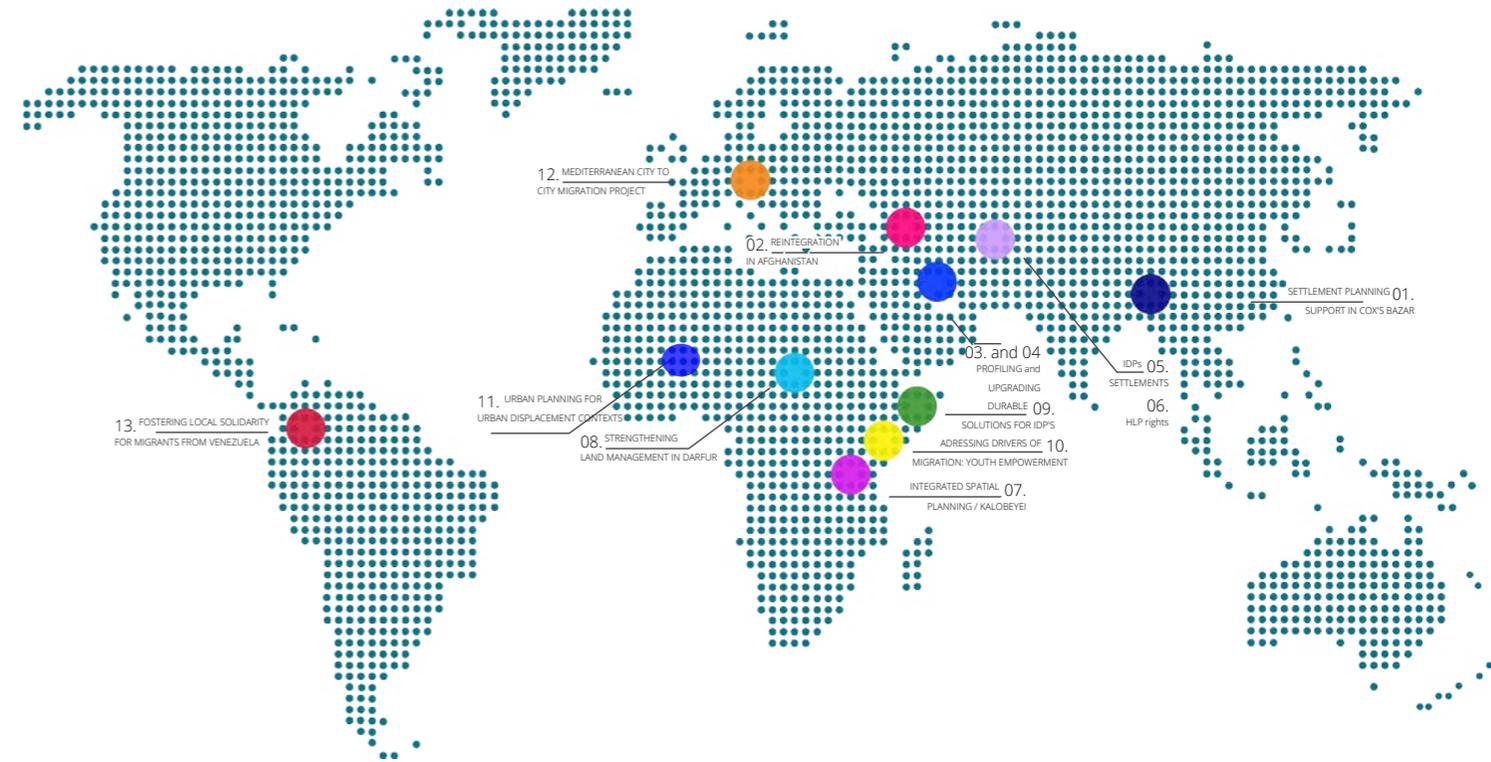 12. MEDITERRANEAN CITY TO
CITY MIGRATION PROJECT
02. REINTEGRATION
IN AFGHANISTAN
SETTLEMENT PLANNING 01.
SUPPORT IN COX'S BAZAR
03. and 04
PROFILING and
UPGRADING
IDPs 05.
SETTLEMENTS
06.
HLP rights
DURABLE 09.
SOLUTIONS FOR IDP'S
11. URBAN PLANNING FOR
URBAN DISPLACEMENT CONTEXTS
13. FOSTERING LOCAL SOLIDARITY
FOR MIGRANTS FROM VENEZUELA
08. STRENGTHENING
LAND MANAGEMENT IN DARFUR
ADRESSING DRIVERS OF 10.
MIGRATION: YOUTH EMPOWERMENT
INTEGRATED SPATIAL 07.
PLANNING / KALOBEYEI